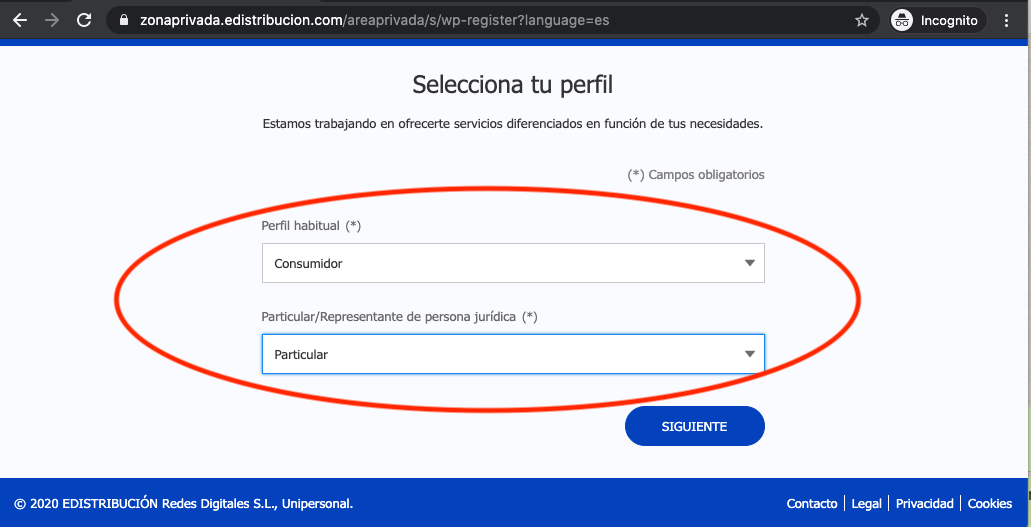 zonaprivada.edistribucion.com/areaprivada/s/wp-register?language=es
Incognito
Selecciona tu perfil
Estamos trabajando en ofrecerte servicios diferenciados en función de tus necesidades.
(*) Campos obligatorios
Perfil habitual (*)
Consumidor
Particular/Representante de persona jurídica (*)
Particular
SIGUIENTE
© 2020 EDISTRIBUCIÓN Redes Digitales S.L., Unipersonal.
Contacto | Legal | Privacidad | Cookies